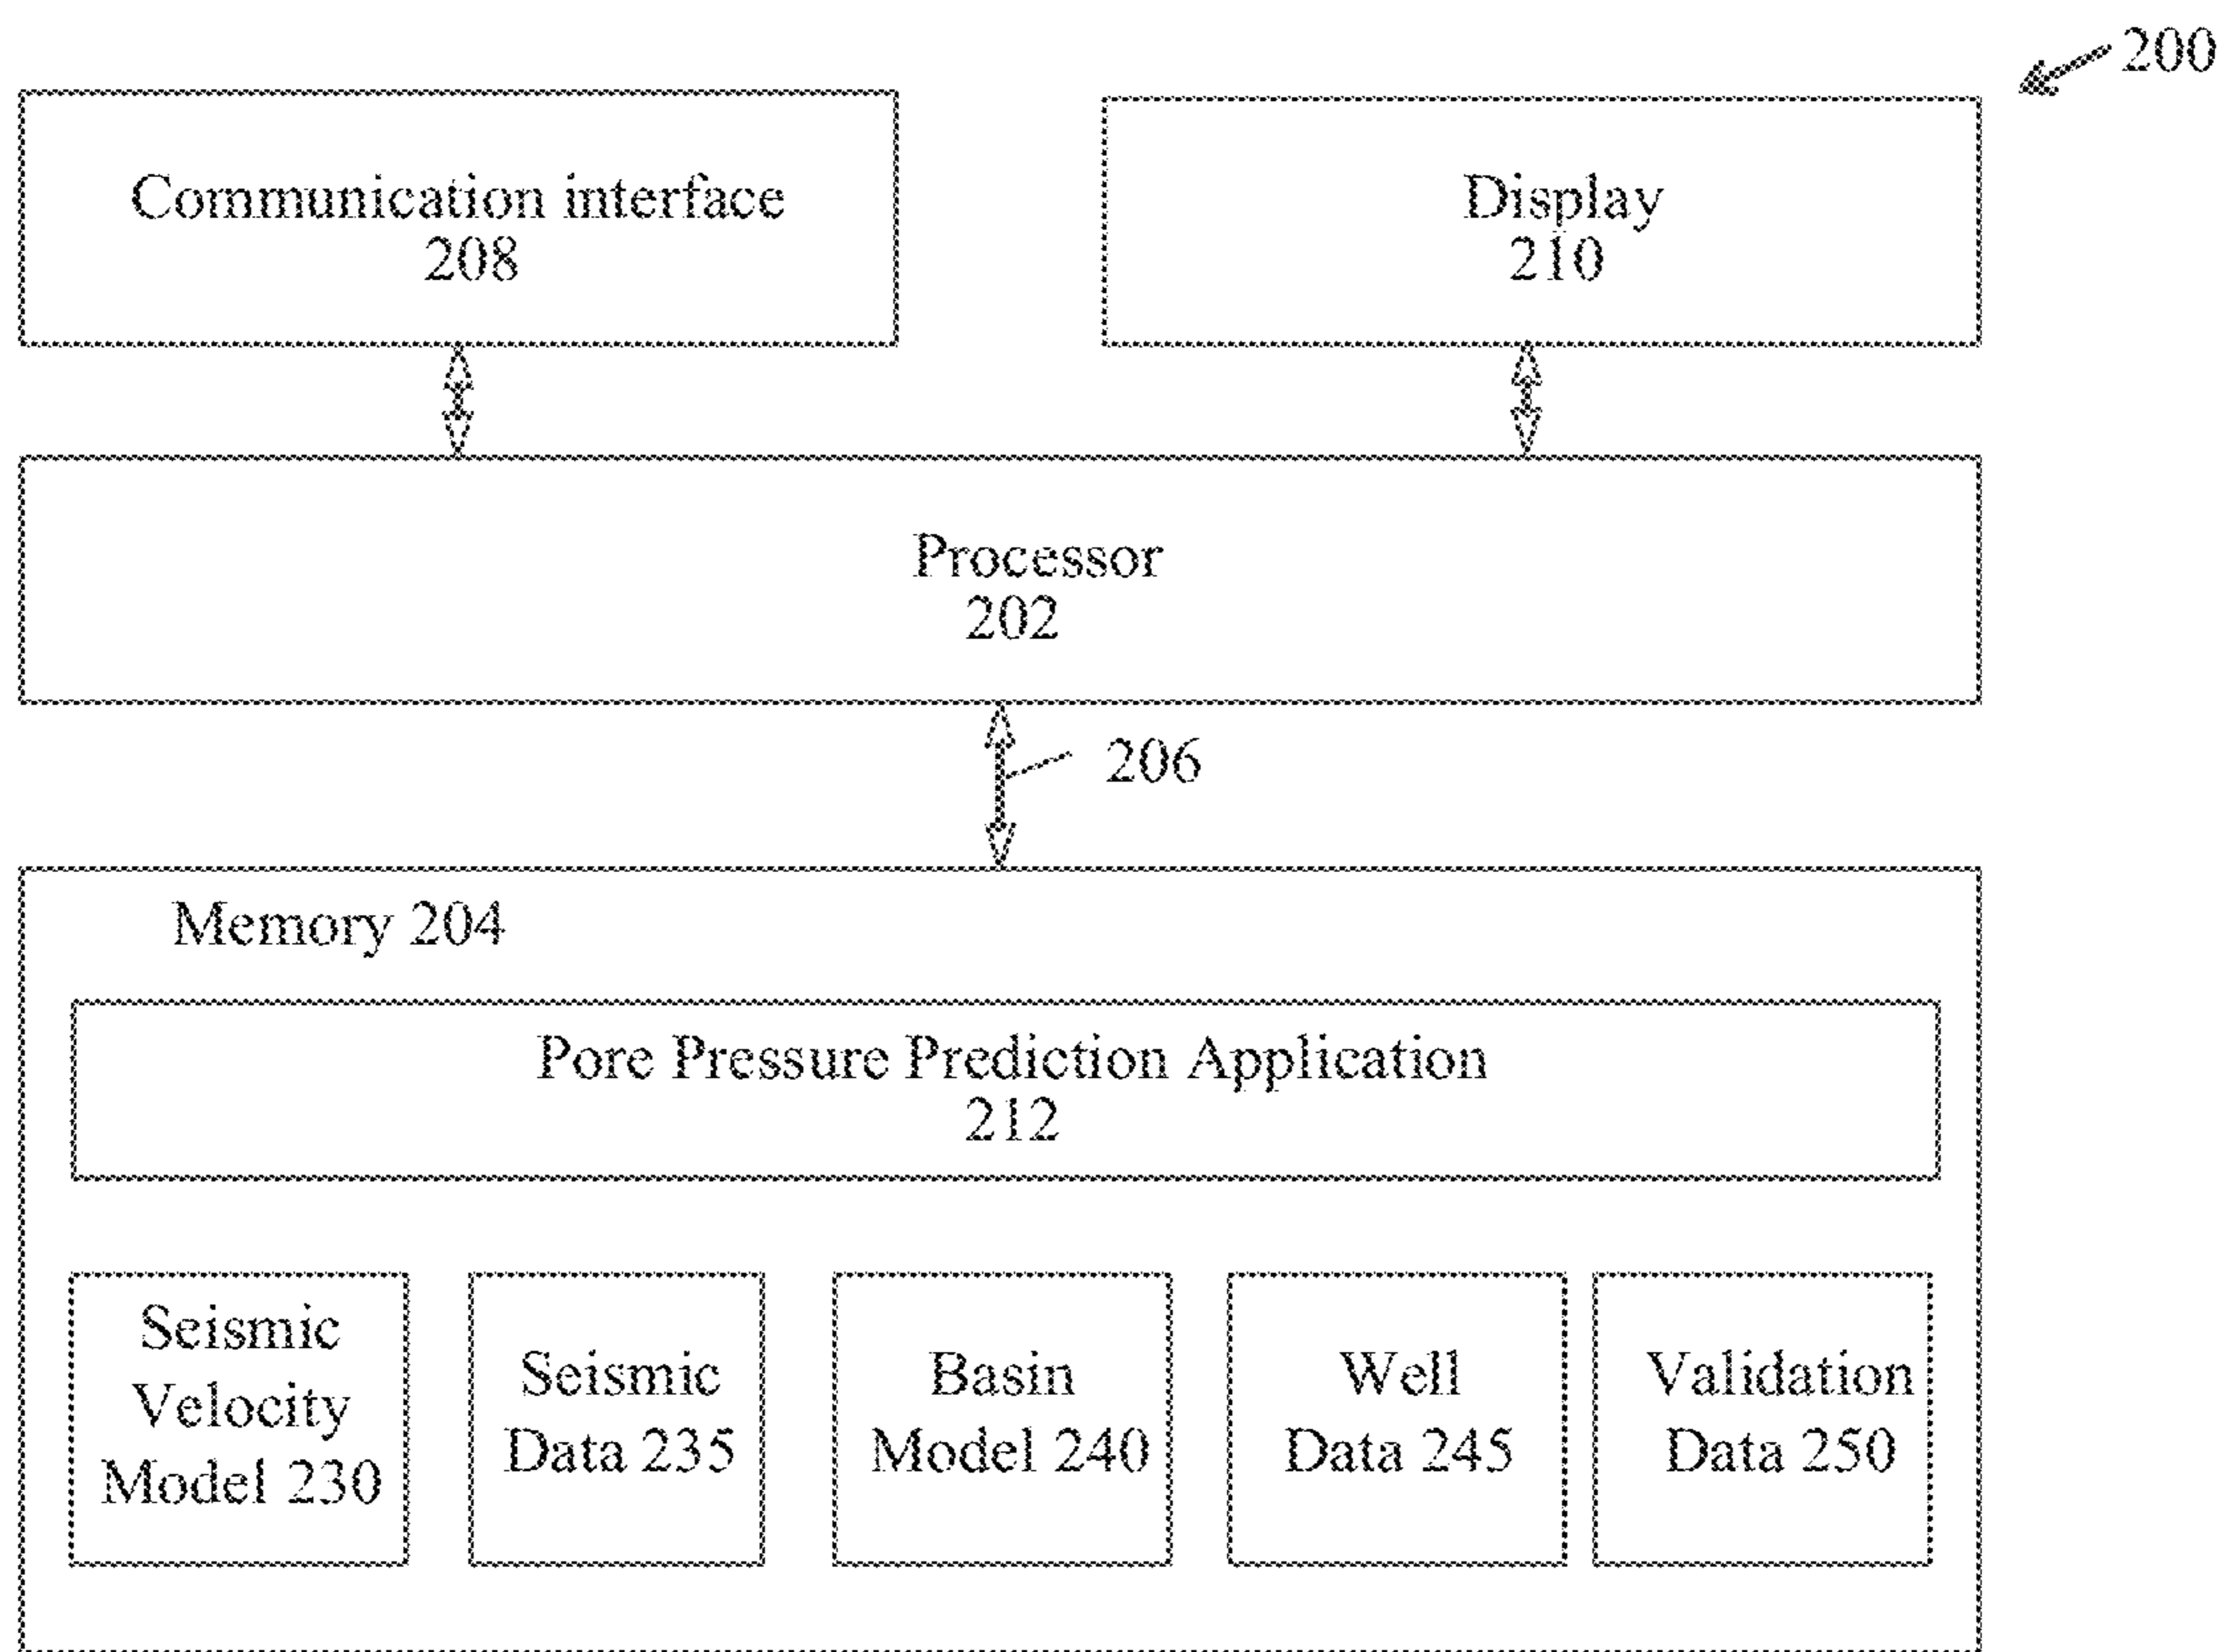 200
Communication interface
208
Display
210
Processor
202
206
Memory 204
Pore Pressure Prediction Application
212
Seismic
Velocity
Model 230
Seismic
Data 235
Basin
Model 240
Well
Data 245
Validation
Data 250